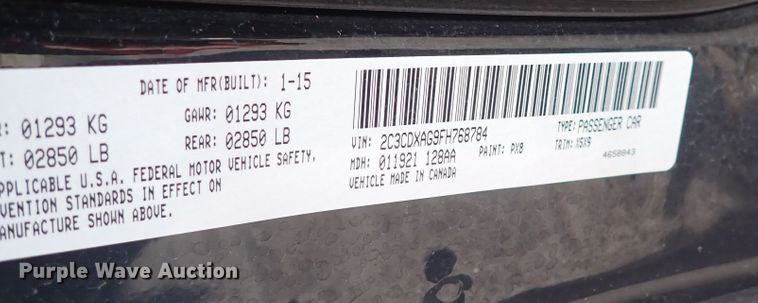 DATE OF MFR(BUILT): 1-15
01293 KG GAWR: 01293 KG
02850 LB REAR: 02850 LB
APPLICABLE U.S.A. FEDERAL MOTOR VEHICLE SAFETY,
VENTION STANDARDS IN EFFECT ON
ANUFACTURE SHOWN ABOVE.
VIN: 2C3CDXAG9FH768784 TYPE: PASSENGER CAR
MDH: 011921 128AA PAINT: PX8 TRIM: X5X9
VEHICLE MADE IN CANADA 4658843
Purple Wave Auction